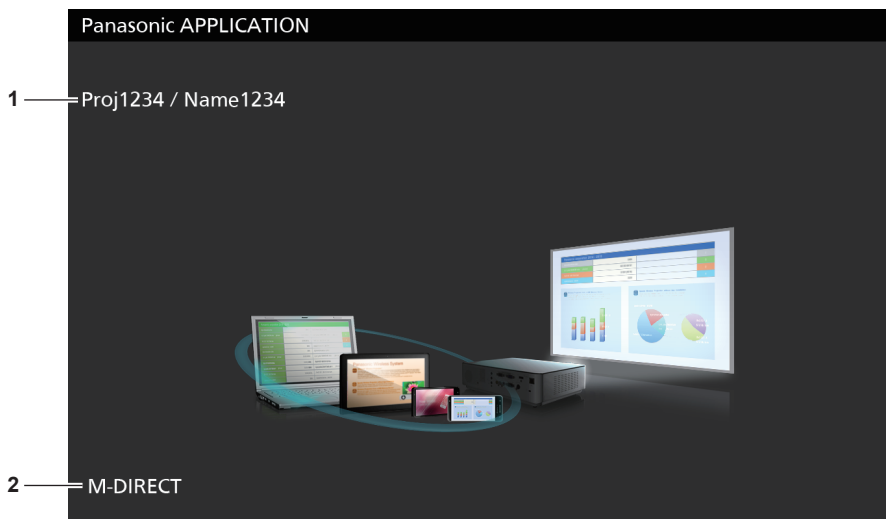 Panasonic APPLICATION
1
Proj1234 / Name1234
2
M-DIRECT